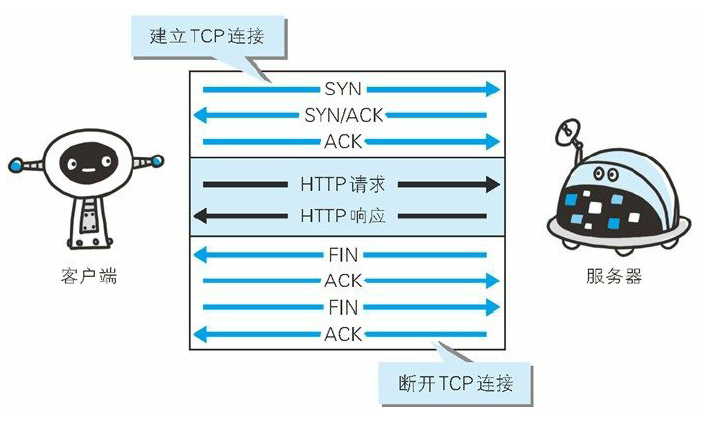 建立TCP连接
SYN
SYN/ACK
ACK
HTTP请求
HTTP响应
客户端
服务器
FIN
ACK
FIN
ACK
断开TCP连接